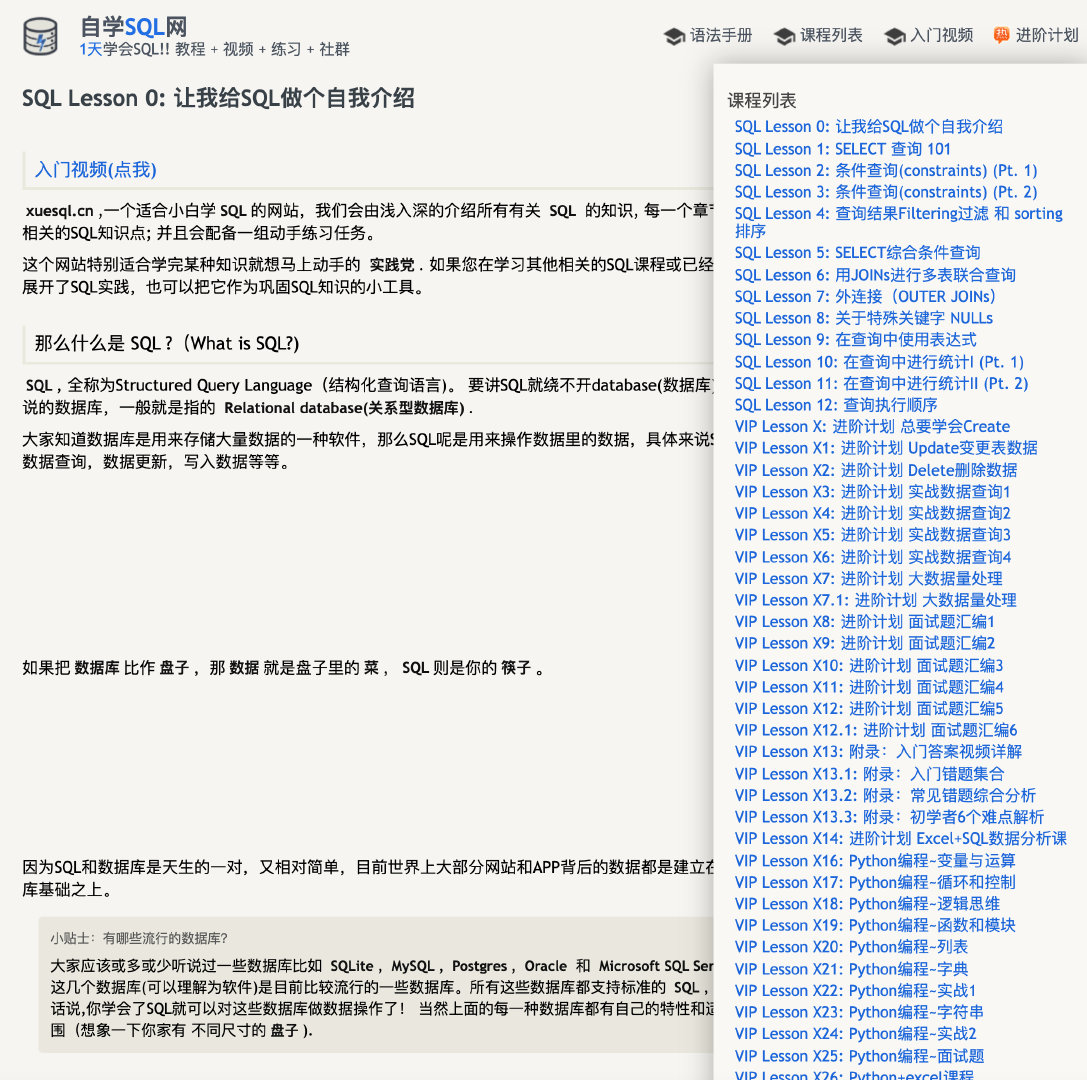 自学SQL网
1天学会SQL!! 教程 + 视频 + 练习 + 社群
语法手册
课程列表
入门视频
热
进阶计划
SQL Lesson 0: 让我给SQL做个自我介绍
入门视频(点我)
xuesql.cn ,一个适合小白学 SQL 的网站，我们会由浅入深的介绍所有有关 SQL 的知识, 每一个章
相关的SQL知识点; 并且会配备一组动手练习任务。
这个网站特别适合学完某种知识就想马上动手的 实践党 . 如果您在学习其他相关的SQL课程或已经
展开了SQL实践，也可以把它作为巩固SQL知识的小工具。
那么什么是 SQL ?（What is SQL?)
SQL , 全称为Structured Query Language（结构化查询语言)。 要讲SQL就绕不开database(数据库)
说的数据库，一般就是指的 Relational database(关系型数据库) .
大家知道数据库是用来存储大量数据的一种软件，那么SQL呢是用来操作数据里的数据，具体来说S
数据查询，数据更新，写入数据等等。
如果把 数据库 比作 盘子 ，那 数据 就是盘子里的 菜 ， SQL 则是你的 筷子 。
因为SQL和数据库是天生的一对，又相对简单，目前世界上大部分网站和APP背后的数据都是建立在
库基础之上。
小贴士：有哪些流行的数据库?
大家应该或多或少听说过一些数据库比如 SQLite , MySQL , Postgres , Oracle 和 Microsoft SQL Ser
这几个数据库(可以理解为软件)是目前比较流行的一些数据库。所有这些数据库都支持标准的 SQL ,
话说,你学会了SQL就可以对这些数据库做数据操作了！ 当然上面的每一种数据库都有自己的特性和适
围（想象一下你家有 不同尺寸的 盘子 ).
课程列表
SQL Lesson 0: 让我给SQL做个自我介绍
SQL Lesson 1: SELECT 查询 101
SQL Lesson 2: 条件查询(constraints) (Pt. 1)
SQL Lesson 3: 条件查询(constraints) (Pt. 2)
SQL Lesson 4: 查询结果Filtering过滤 和 sorting
排序
SQL Lesson 5: SELECT综合条件查询
SQL Lesson 6: 用JOINs进行多表联合查询
SQL Lesson 7: 外连接（OUTER JOINs）
SQL Lesson 8: 关于特殊关键字 NULLs
SQL Lesson 9: 在查询中使用表达式
SQL Lesson 10: 在查询中进行统计I (Pt. 1)
SQL Lesson 11: 在查询中进行统计II (Pt. 2)
SQL Lesson 12: 查询执行顺序
VIP Lesson X: 进阶计划 总要学会Create
VIP Lesson X1: 进阶计划 Update变更表数据
VIP Lesson X2: 进阶计划 Delete删除数据
VIP Lesson X3: 进阶计划 实战数据查询1
VIP Lesson X4: 进阶计划 实战数据查询2
VIP Lesson X5: 进阶计划 实战数据查询3
VIP Lesson X6: 进阶计划 实战数据查询4
VIP Lesson X7: 进阶计划 大数据量处理
VIP Lesson X7.1: 进阶计划 大数据量处理
VIP Lesson X8: 进阶计划 面试题汇编1
VIP Lesson X9: 进阶计划 面试题汇编2
VIP Lesson X10: 进阶计划 面试题汇编3
VIP Lesson X11: 进阶计划 面试题汇编4
VIP Lesson X12: 进阶计划 面试题汇编5
VIP Lesson X12.1: 进阶计划 面试题汇编6
VIP Lesson X13: 附录：入门答案视频详解
VIP Lesson X13.1: 附录：入门错题集合
VIP Lesson X13.2: 附录：常见错题综合分析
VIP Lesson X13.3: 附录：初学者6个难点解析
VIP Lesson X14: 进阶计划 Excel+SQL数据分析课
VIP Lesson X16: Python编程~变量与运算
VIP Lesson X17: Python编程~循环和控制
VIP Lesson X18: Python编程~逻辑思维
VIP Lesson X19: Python编程~函数和模块
VIP Lesson X20: Python编程~列表
VIP Lesson X21: Python编程~字典
VIP Lesson X22: Python编程~实战1
VIP Lesson X23: Python编程~字符串
VIP Lesson X24: Python编程~实战2
VIP Lesson X25: Python编程~面试题
VIP Lesson X26: Python+excel课程